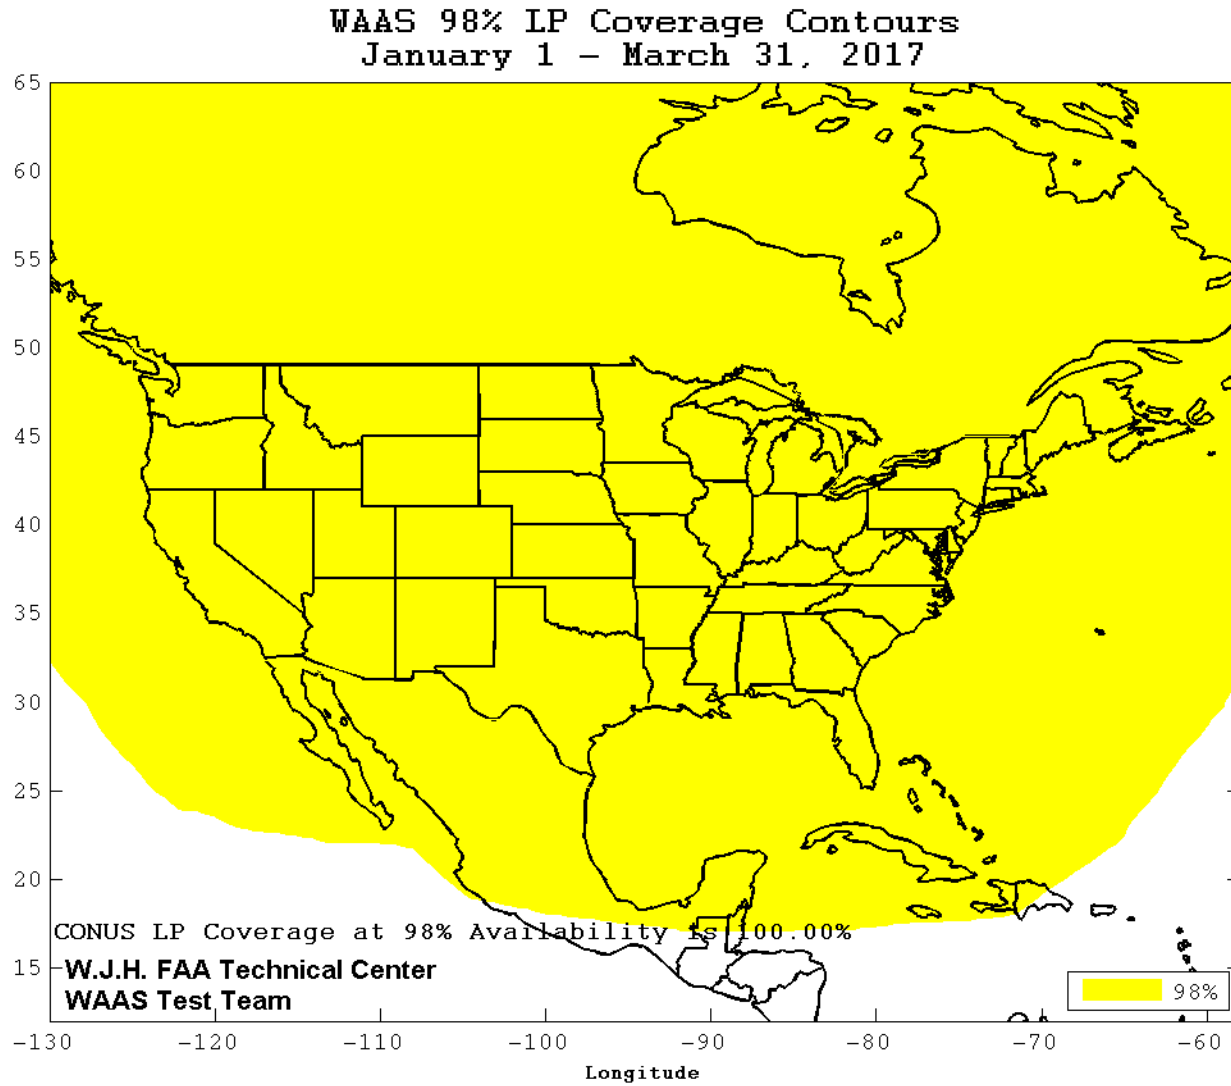 WAAS 98% LP Coverage Contours
January 1 - March 31, 2017
65
60
55
50
45
40
35
30
25
20
15
CONUS LP Coverage at 98% Availability is 100.00%
W.J.H. FAA Technical Center
WAAS Test Team
98%
-130 -120 -110 -100 -90 -80 -70 -60
Longitude